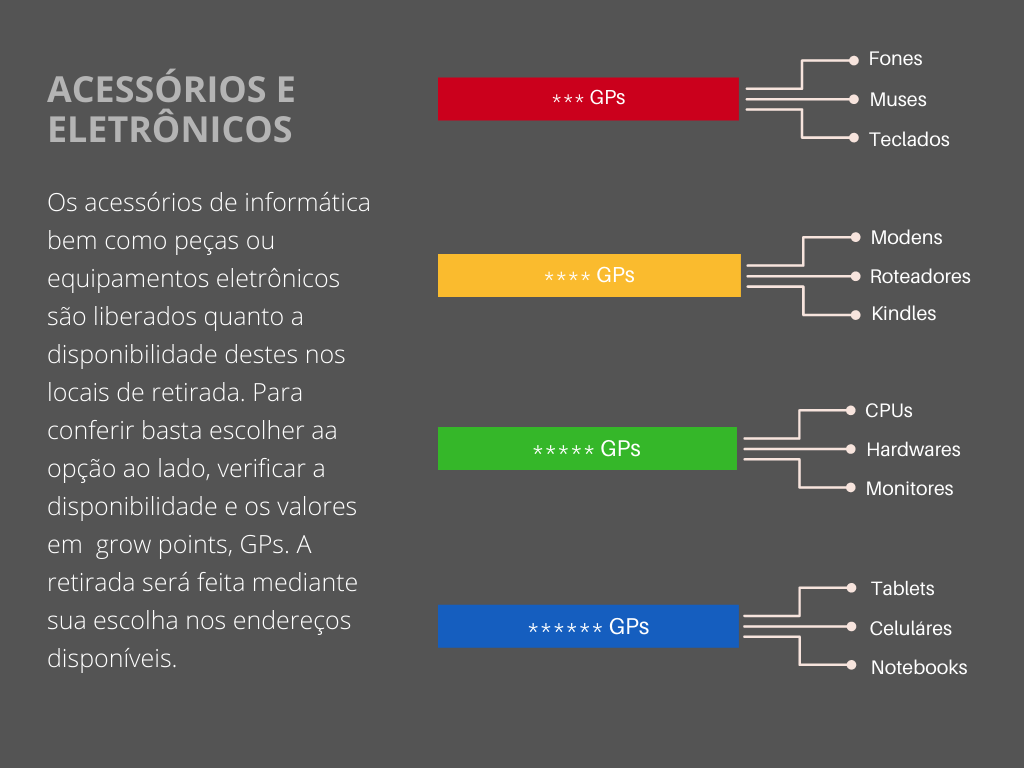 ACESSÓRIOS E
ELETRÔNICOS
Os acessórios de informática
bem como peças ou
equipamentos eletrônicos
são liberados quanto a
disponibilidade destes nos
locais de retirada. Para
conferir basta escolher aa
opção ao lado, verificar a
disponibilidade e os valores
em  grow points, GPs. A
retirada será feita mediante
sua escolha nos endereços
disponíveis.
*** GPs
Fones
Muses
Teclados
**** GPs
Modens
Roteadores
Kindles
***** GPs
CPUs
Hardwares
Monitores
****** GPs
Tablets
Celuláres
Notebooks